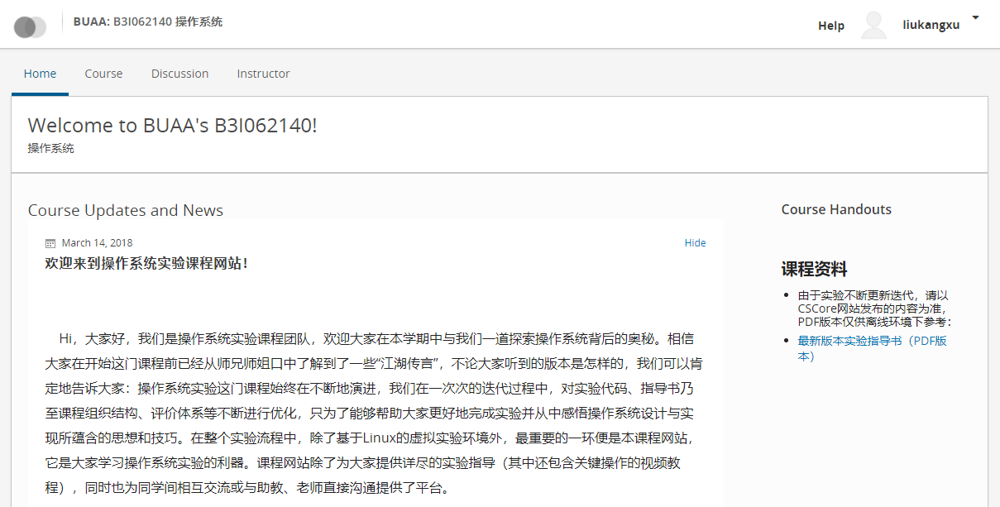 BUAA: B3I062140 操作系统
Help
liukangxu
Home
Course
Discussion
Instructor
Welcome to BUAA's B3I062140!
操作系统
Course Updates and News
March 14, 2018
Hide
欢迎来到操作系统实验课程网站！
Hi，大家好，我们是操作系统实验课程团队，欢迎大家在本学期中与我们一道探索操作系统背后的奥秘。相信
大家在开始这门课程前已经从师兄师姐口中了解到了一些“江湖传言”，不论大家听到的版本是怎样的，我们可以肯
定地告诉大家：操作系统实验这门课程始终在不断地演进，我们在一次次的迭代过程中，对实验代码、指导书乃
至课程组织结构、评价体系等不断进行优化，只为了能够帮助大家更好地完成实验并从中感悟操作系统设计与实
现所蕴含的思想和技巧。在整个实验流程中，除了基于Linux的虚拟实验环境外，最重要的一环便是本课程网站，
它是大家学习操作系统实验的利器。课程网站除了为大家提供详尽的实验指导（其中还包含关键操作的视频教
程），同时也为同学间相互交流或与助教、老师直接沟通提供了平台。
Course Handouts
课程资料
由于实验不断更新迭代，请以
CSCore网站发布的内容为准，
PDF版本仅供离线环境下参考：
最新版本实验指导书（PDF版
本）